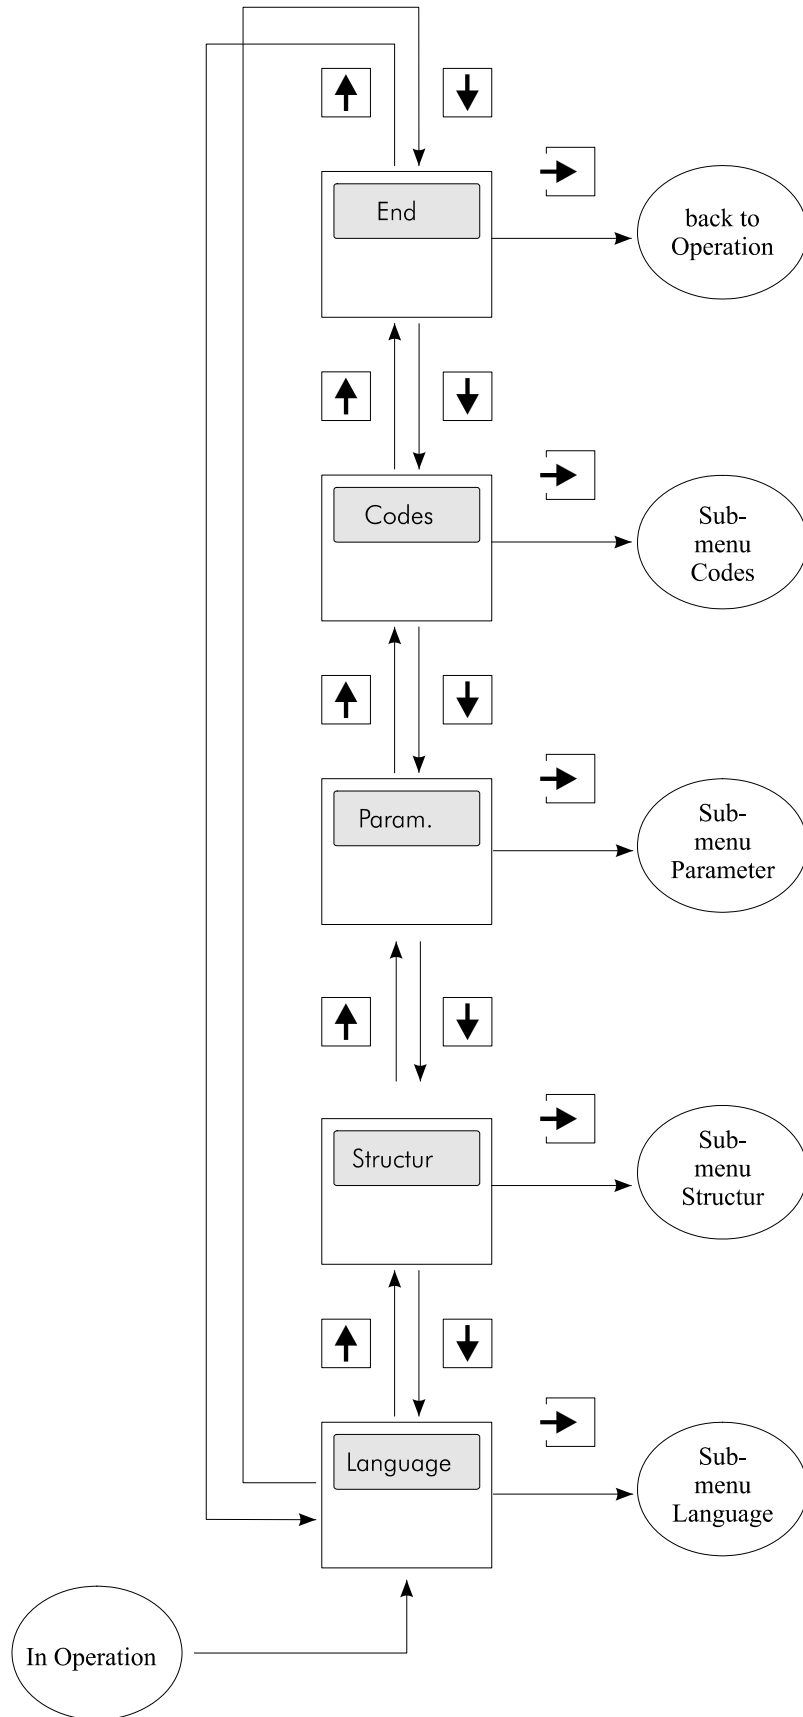 End
back to
Operation
Codes
Sub-
menu
Codes
Param.
Sub-
menu
Parameter
Structur
Sub-
menu
Structur
Language
Sub-
menu
Language
In Operation